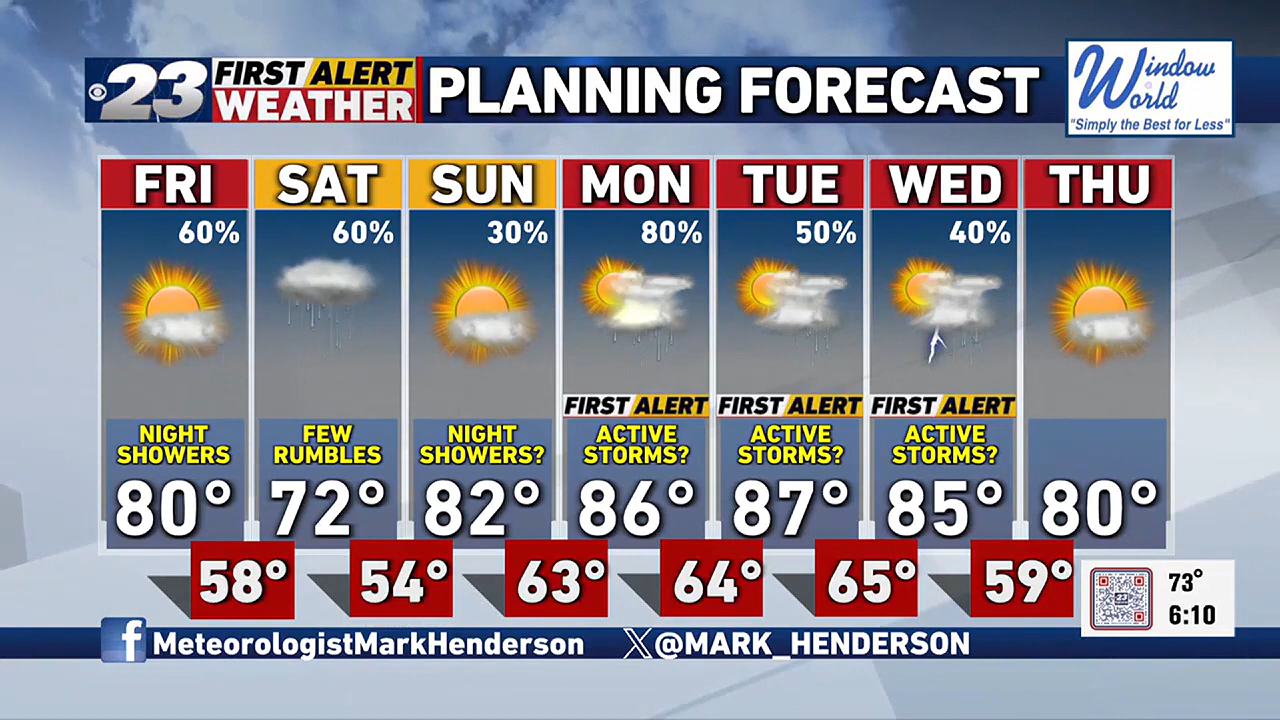 23 FIRST ALERT WEATHER
PLANNING FORECAST
Window World
"Simply the Best for Less"
FRI SAT SUN MON TUE WED THU
60% 60% 30% 80% 50% 40%
FIRST ALERT FIRST ALERT FIRST ALERT
NIGHT SHOWERS
FEW RUMBLES
NIGHT SHOWERS?
ACTIVE STORMS?
ACTIVE STORMS?
ACTIVE STORMS?
80° 72° 82° 86° 87° 85° 80°
58° 54° 63° 64° 65° 59°
23
73°
6:10
f MeteorologistMarkHenderson X @MARK_HENDERSON